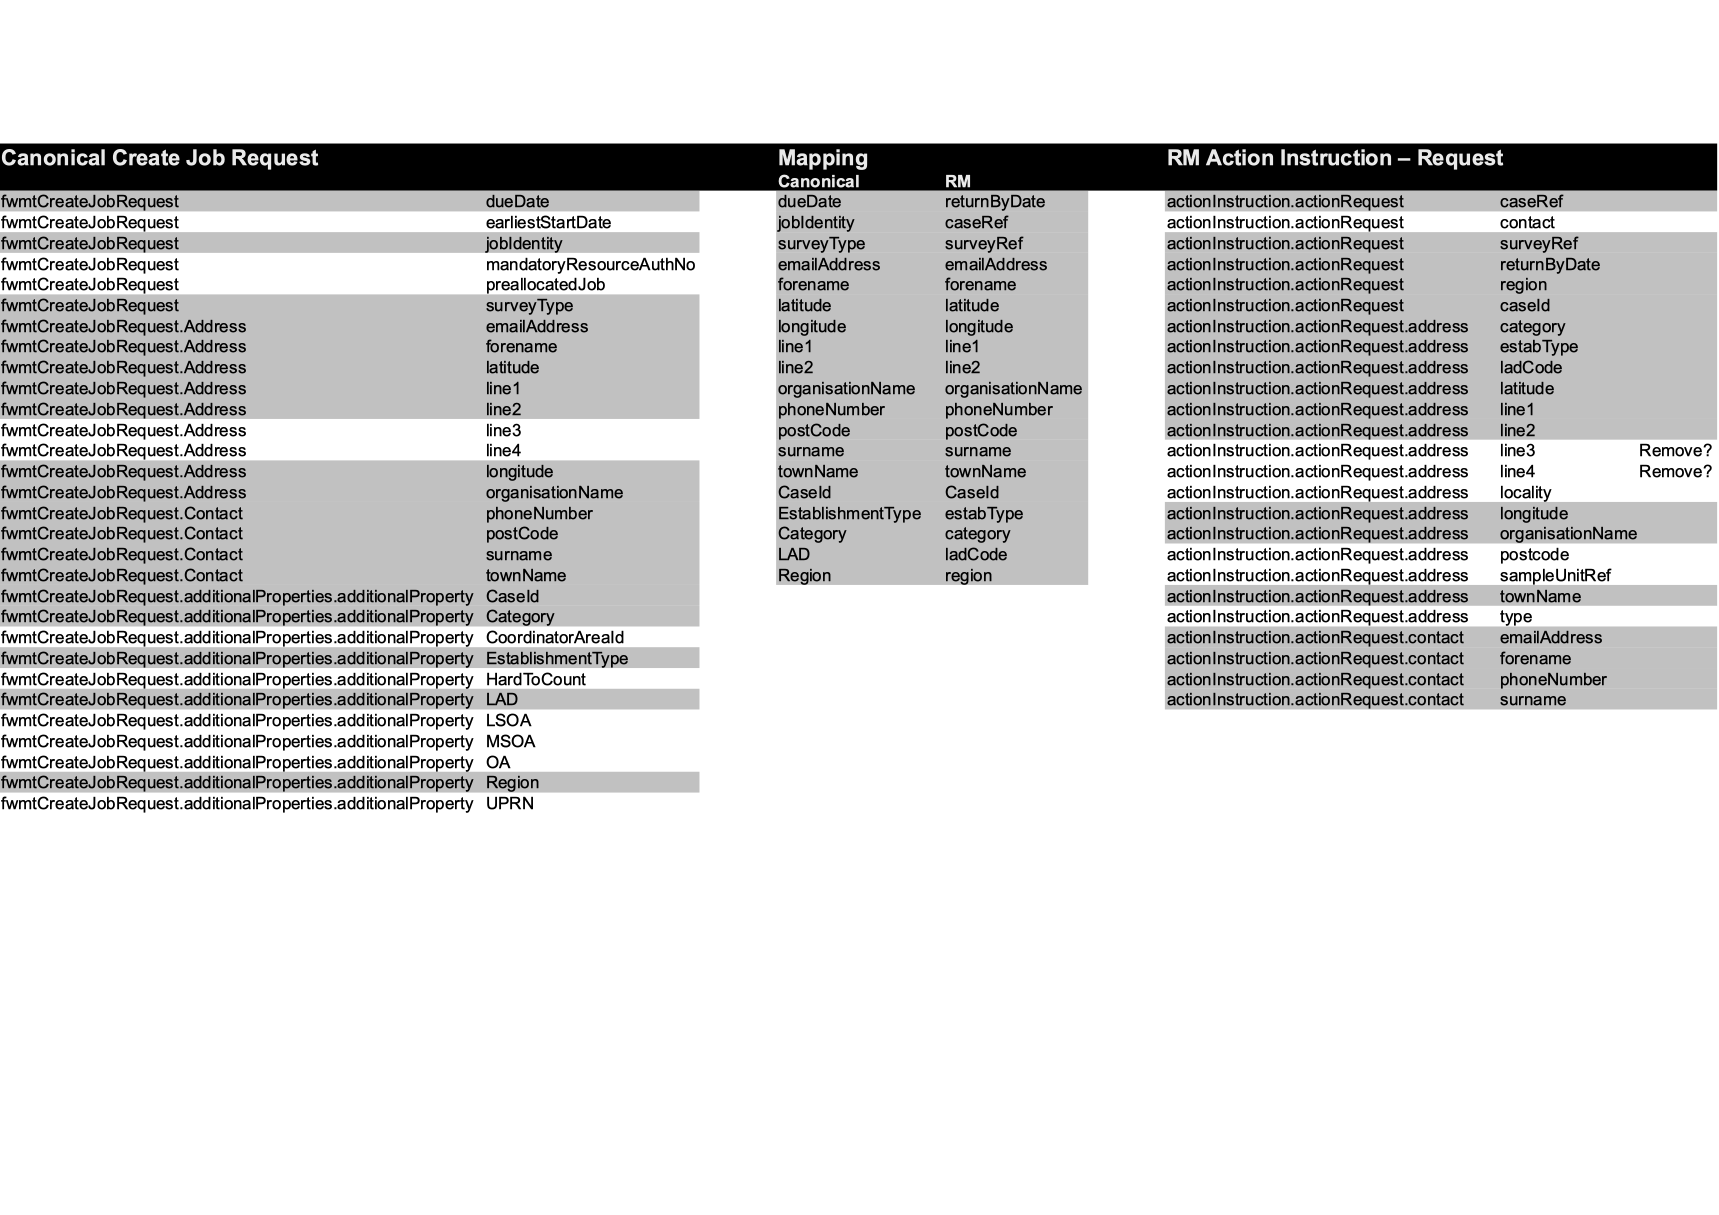 Canonical Create Job Request Mapping RM Action Instruction – Request
Canonical RM
fwmtCreateJobRequest dueDate dueDate returnByDate actionInstruction.actionRequest caseRef
fwmtCreateJobRequest earliestStartDate jobIdentity caseRef actionInstruction.actionRequest contact
fwmtCreateJobRequest jobIdentity surveyType surveyRef actionInstruction.actionRequest surveyRef
fwmtCreateJobRequest mandatoryResourceAuthNo emailAddress emailAddress actionInstruction.actionRequest returnByDate
fwmtCreateJobRequest preallocatedJob forename forename actionInstruction.actionRequest region
fwmtCreateJobRequest surveyType latitude latitude actionInstruction.actionRequest caseId
fwmtCreateJobRequest.Address emailAddress longitude longitude actionInstruction.actionRequest.address category
fwmtCreateJobRequest.Address forename line1 line1 actionInstruction.actionRequest.address estabType
fwmtCreateJobRequest.Address latitude line2 line2 actionInstruction.actionRequest.address ladCode
fwmtCreateJobRequest.Address line1 organisationName organisationName actionInstruction.actionRequest.address latitude
fwmtCreateJobRequest.Address line2 phoneNumber phoneNumber actionInstruction.actionRequest.address line1
fwmtCreateJobRequest.Address line3 postCode postCode actionInstruction.actionRequest.address line2
fwmtCreateJobRequest.Address line4 surname surname actionInstruction.actionRequest.address line3 Remove?
fwmtCreateJobRequest.Address longitude townName townName actionInstruction.actionRequest.address line4 Remove?
fwmtCreateJobRequest.Address organisationName CaseId CaseId actionInstruction.actionRequest.address locality
fwmtCreateJobRequest.Contact phoneNumber EstablishmentType estabType actionInstruction.actionRequest.address longitude
fwmtCreateJobRequest.Contact postCode Category category actionInstruction.actionRequest.address organisationName
fwmtCreateJobRequest.Contact surname LAD ladCode actionInstruction.actionRequest.address postcode
fwmtCreateJobRequest.Contact townName Region region actionInstruction.actionRequest.address sampleUnitRef
fwmtCreateJobRequest.additionalProperties.additionalProperty CaseId actionInstruction.actionRequest.address townName
fwmtCreateJobRequest.additionalProperties.additionalProperty Category actionInstruction.actionRequest.address type
fwmtCreateJobRequest.additionalProperties.additionalProperty CoordinatorAreaId actionInstruction.actionRequest.contact emailAddress
fwmtCreateJobRequest.additionalProperties.additionalProperty EstablishmentType actionInstruction.actionRequest.contact forename
fwmtCreateJobRequest.additionalProperties.additionalProperty HardToCount actionInstruction.actionRequest.contact phoneNumber
fwmtCreateJobRequest.additionalProperties.additionalProperty LAD actionInstruction.actionRequest.contact surname
fwmtCreateJobRequest.additionalProperties.additionalProperty LSOA
fwmtCreateJobRequest.additionalProperties.additionalProperty MSOA
fwmtCreateJobRequest.additionalProperties.additionalProperty OA
fwmtCreateJobRequest.additionalProperties.additionalProperty Region
fwmtCreateJobRequest.additionalProperties.additionalProperty UPRN